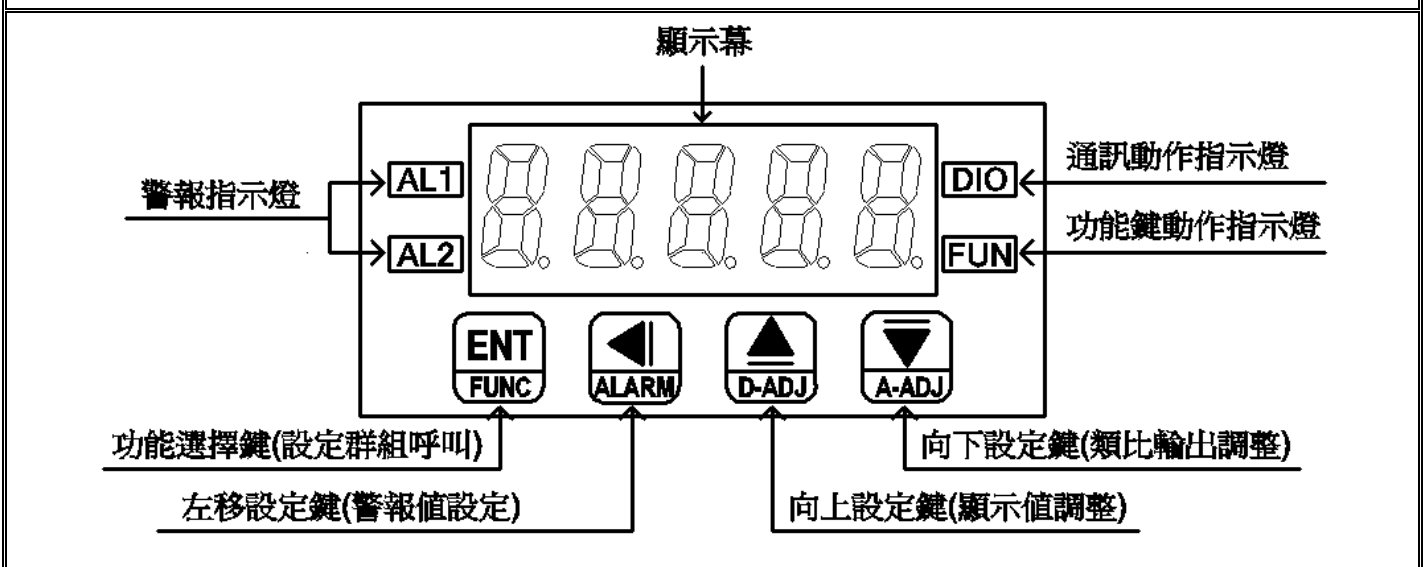 顯示幕
警報指示燈
AL1
AL2
DIO
FUN
通訊動作指示燈
功能鍵動作指示燈
ENT
FUNC
ALARM
D-ADJ
A-ADJ
功能選擇鍵(設定群組呼叫)
向下設定鍵(類比輸出調整)
左移設定鍵(警報值設定)
向上設定鍵(顯示值調整)